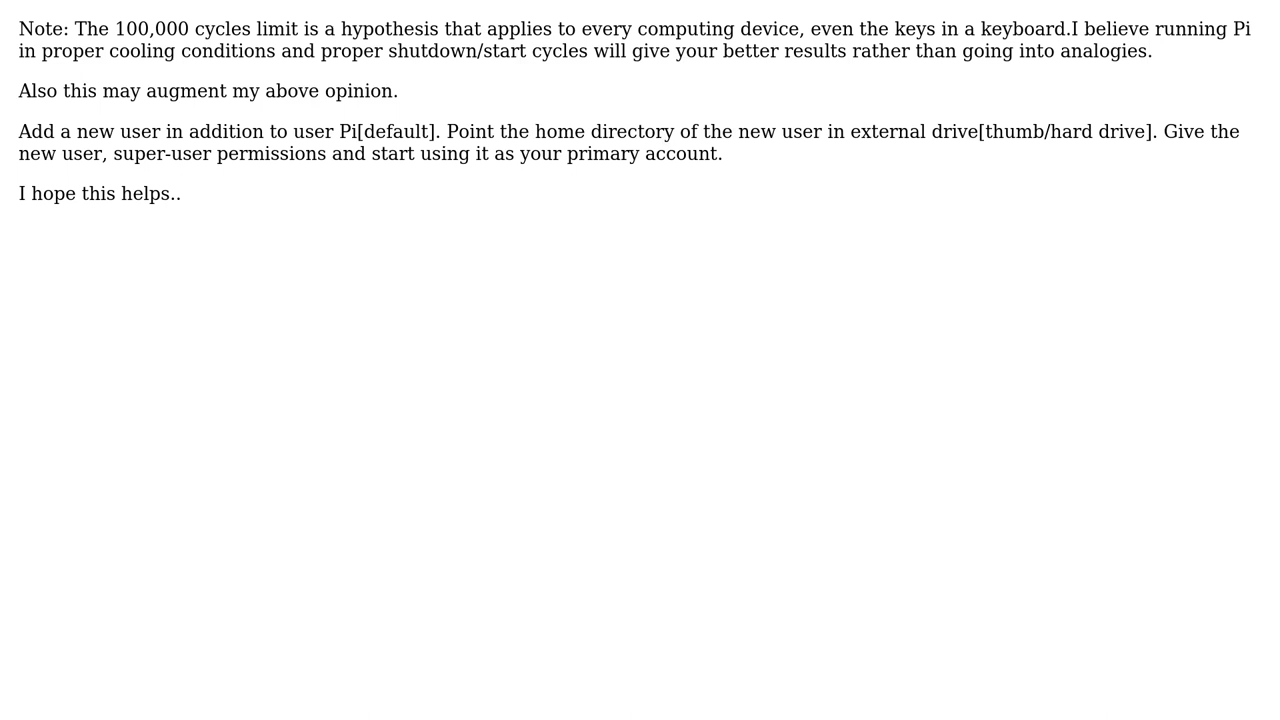 Note: The 100,000 cycles limit is a hypothesis that applies to every computing device, even the keys in a keyboard.I believe running Pi
in proper cooling conditions and proper shutdown/start cycles will give your better results rather than going into analogies.
Also this may augment my above opinion.
Add a new user in addition to user Pi[default]. Point the home directory of the new user in external drive[thumb/hard drive]. Give the
new user, super-user permissions and start using it as your primary account.
I hope this helps..